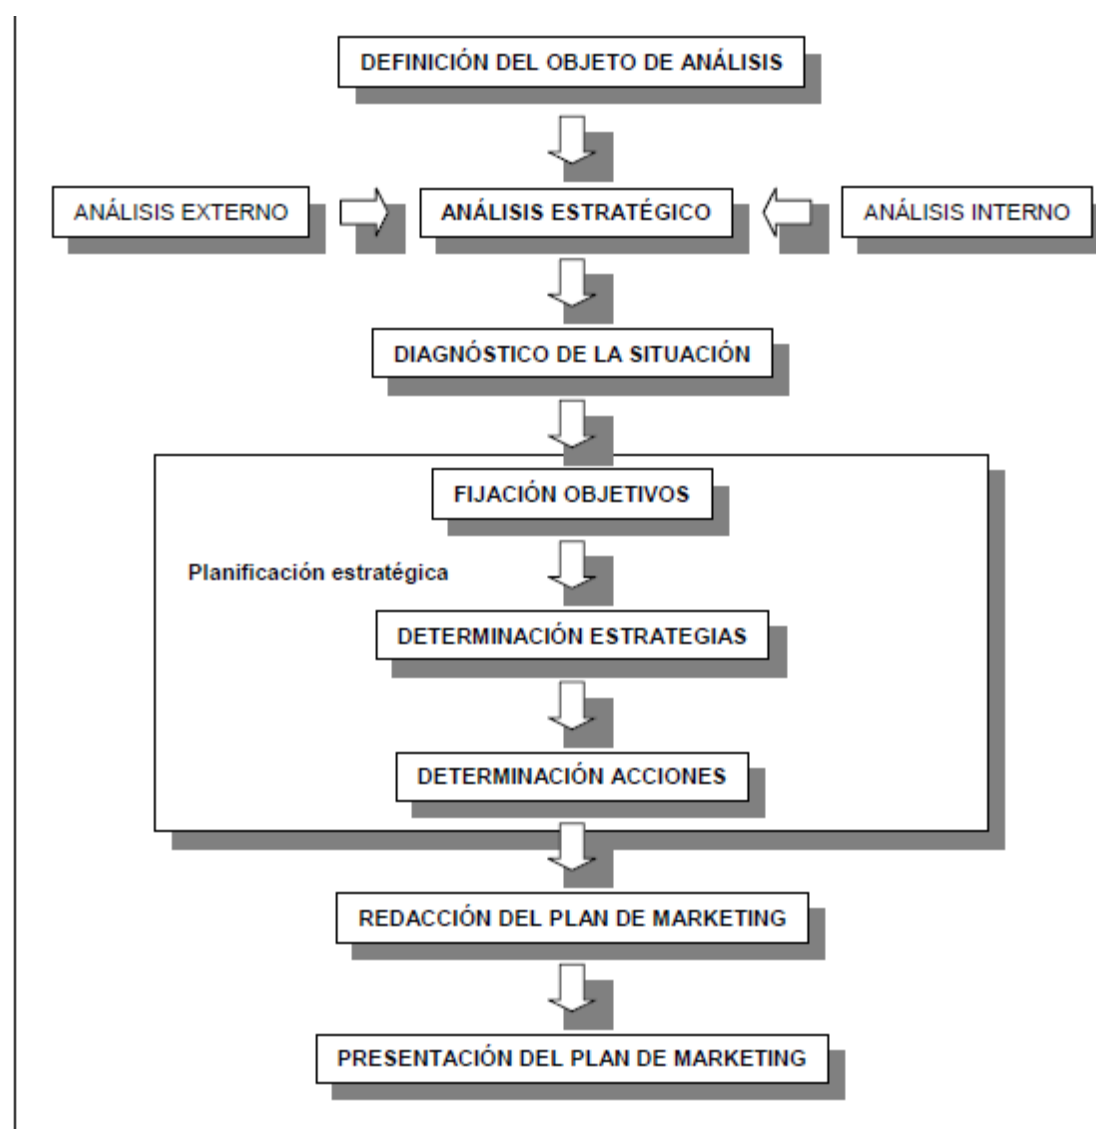 DEFINICIÓN DEL OBJETO DE ANÁLISIS
ANÁLISIS EXTERNO
ANÁLISIS ESTRATÉGICO
ANÁLISIS INTERNO
DIAGNÓSTICO DE LA SITUACIÓN
FIJACIÓN OBJETIVOS
Planificación estratégica
DETERMINACIÓN ESTRATEGIAS
DETERMINACIÓN ACCIONES
REDACCIÓN DEL PLAN DE MARKETING
PRESENTACIÓN DEL PLAN DE MARKETING